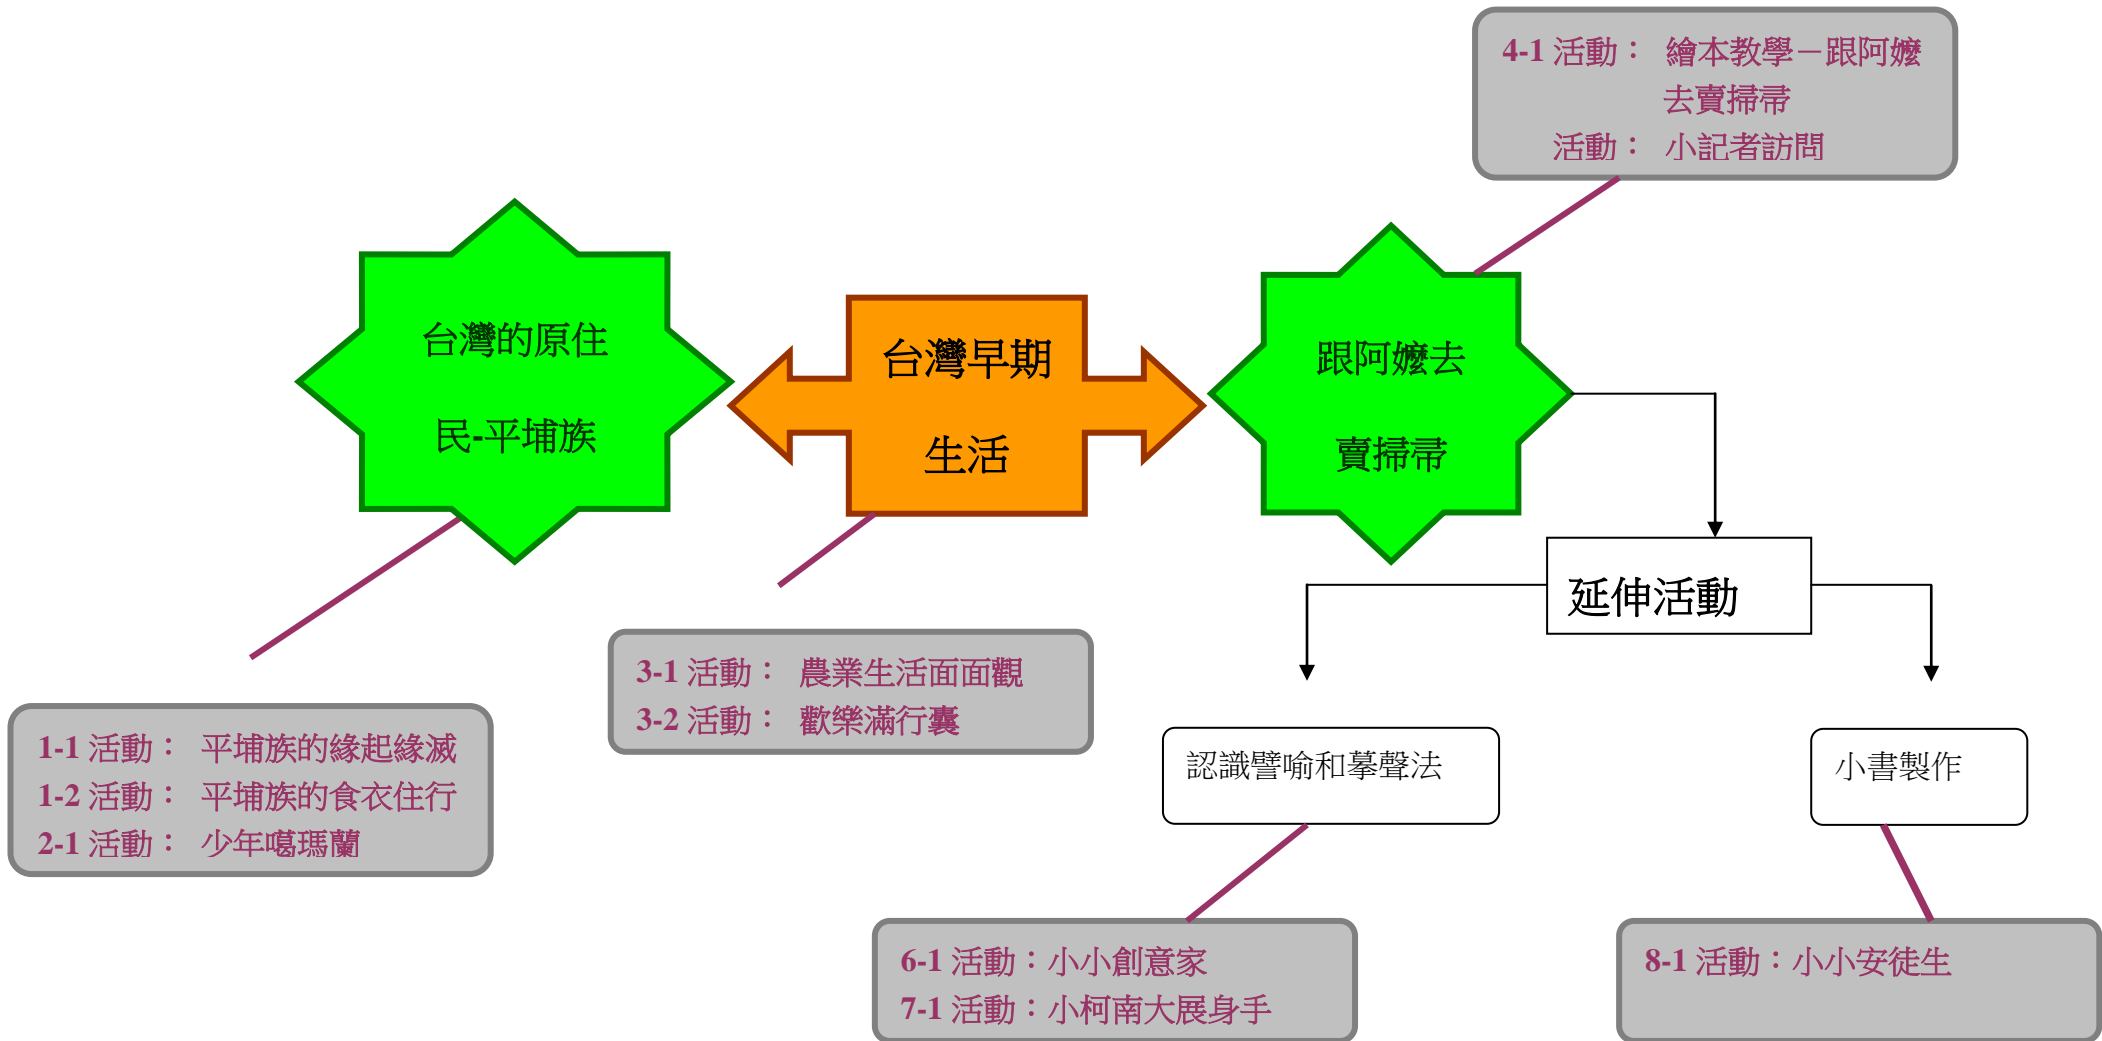 4-1 活動： 繪本教學－跟阿嬤
去賣掃帚
活動： 小記者訪問
台灣的原住
民-平埔族
台灣早期
生活
跟阿嬤去
賣掃帚
延伸活動
3-1 活動： 農業生活面面觀
3-2 活動： 歡樂滿行囊
1-1 活動： 平埔族的緣起緣滅
1-2 活動： 平埔族的食衣住行
2-1 活動： 少年噶瑪蘭
認識譬喻和摹聲法
小書製作
6-1 活動：小小創意家
7-1 活動：小柯南大展身手
8-1 活動：小小安徒生